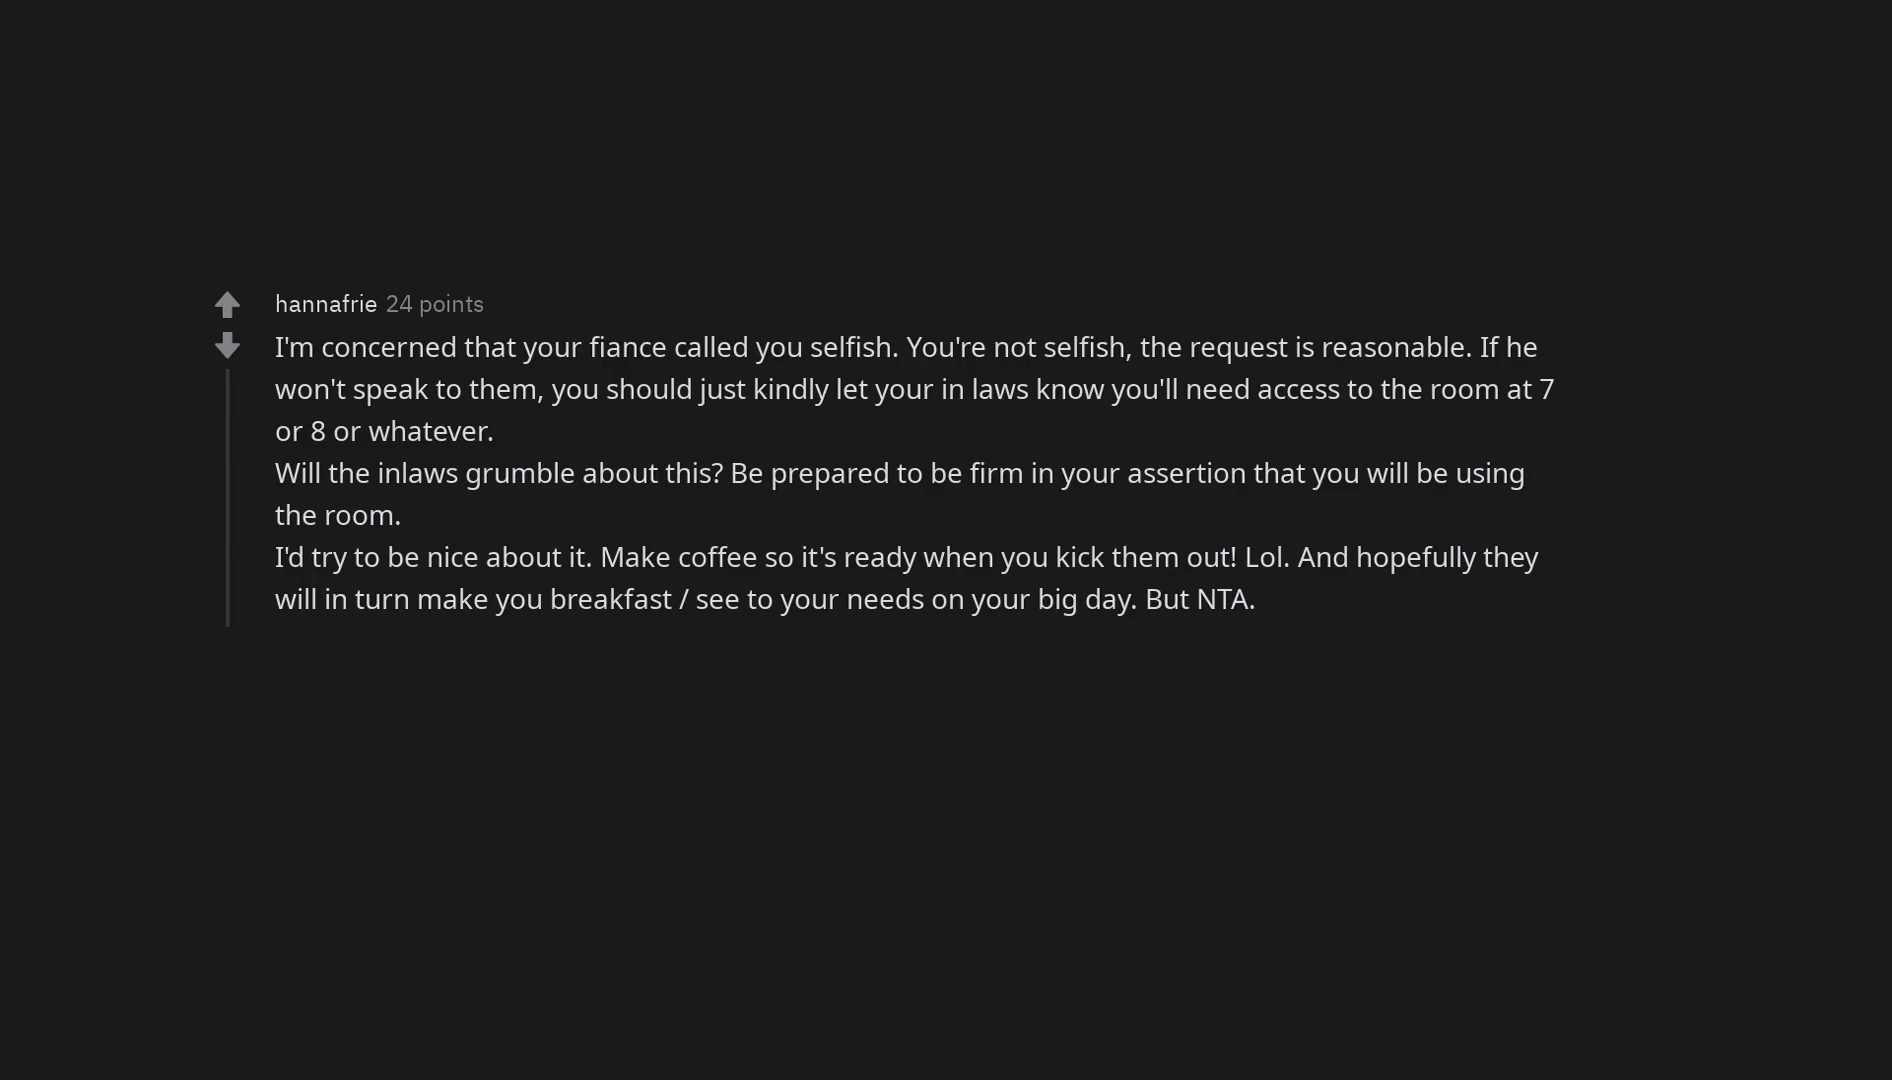 hannafrie 24 points
I'm concerned that your fiance called you selfish. You're not selfish, the request is reasonable. If he
won't speak to them, you should just kindly let your in laws know you'll need access to the room at 7
or 8 or whatever.
Will the inlaws grumble about this? Be prepared to be firm in your assertion that you will be using
the room.
I'd try to be nice about it. Make coffee so it's ready when you kick them out! Lol. And hopefully they
will in turn make you breakfast / see to your needs on your big day. But NTA.